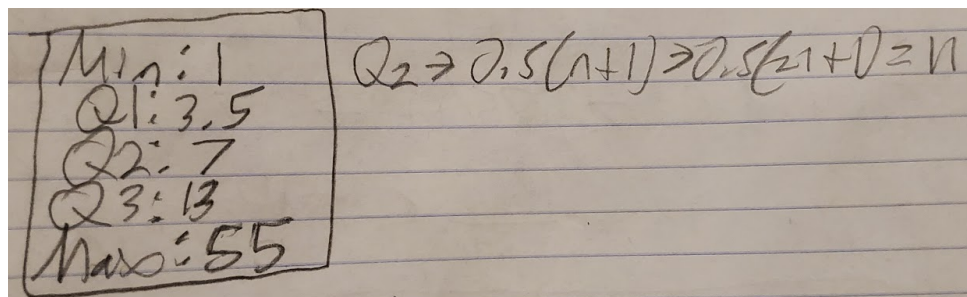 Min: 1
Q1: 3.5
Q2: 7
Q3: 13
Max: 55
Q2 → 0.5(n+1) → 0.5(21+1) = 11